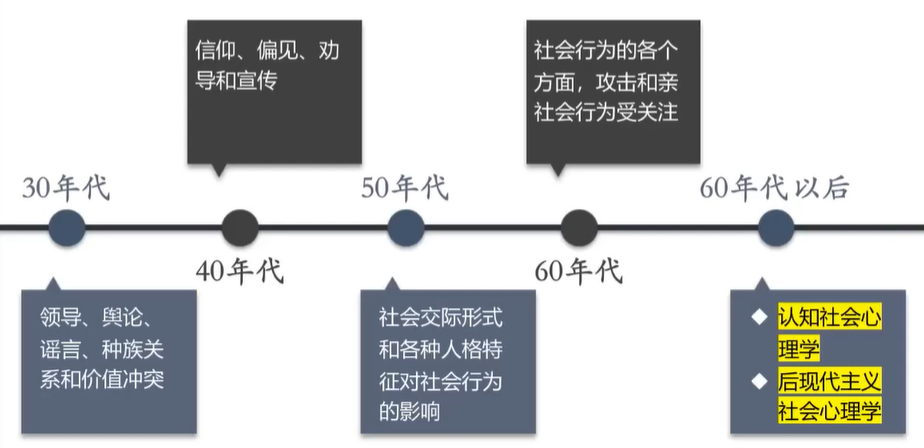 信仰、偏见、劝
导和宣传
社会行为的各个
方面，攻击和亲
社会行为受关注
30年代
50年代
60年代以后
40年代
60年代
领导、舆论、
谣言、种族关
系和价值冲突
社会交际形式
和各种人格特
征对社会行为
的影响
◆ 认知社会心
理学
◆ 后现代主义
社会心理学